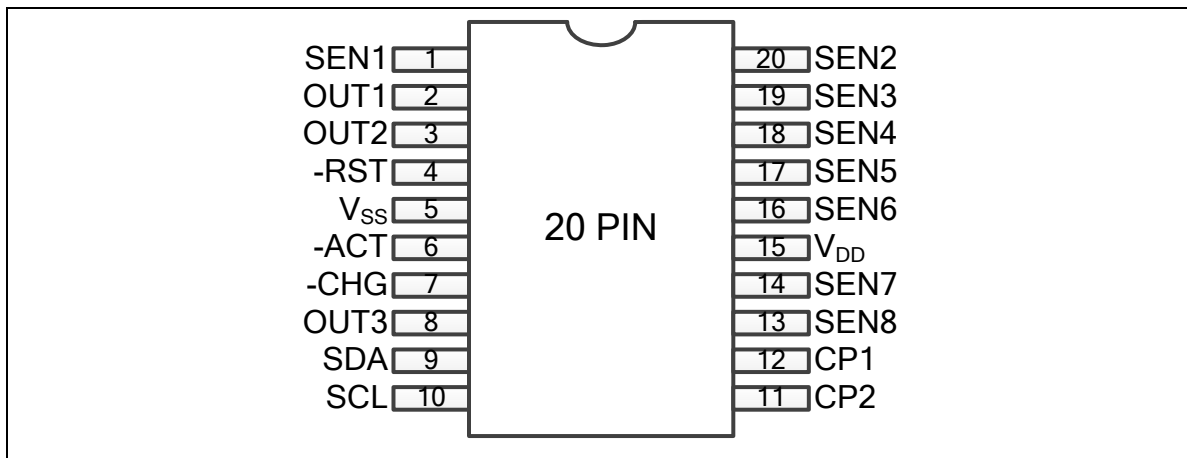 SEN1 1 20 SEN2
OUT1 2 19 SEN3
OUT2 3 18 SEN4
-RST 4 17 SEN5
VSS 5 16 SEN6
20 PIN
-ACT 6 15 VDD
-CHG 7 14 SEN7
OUT3 8 13 SEN8
SDA 9 12 CP1
SCL 10 11 CP2